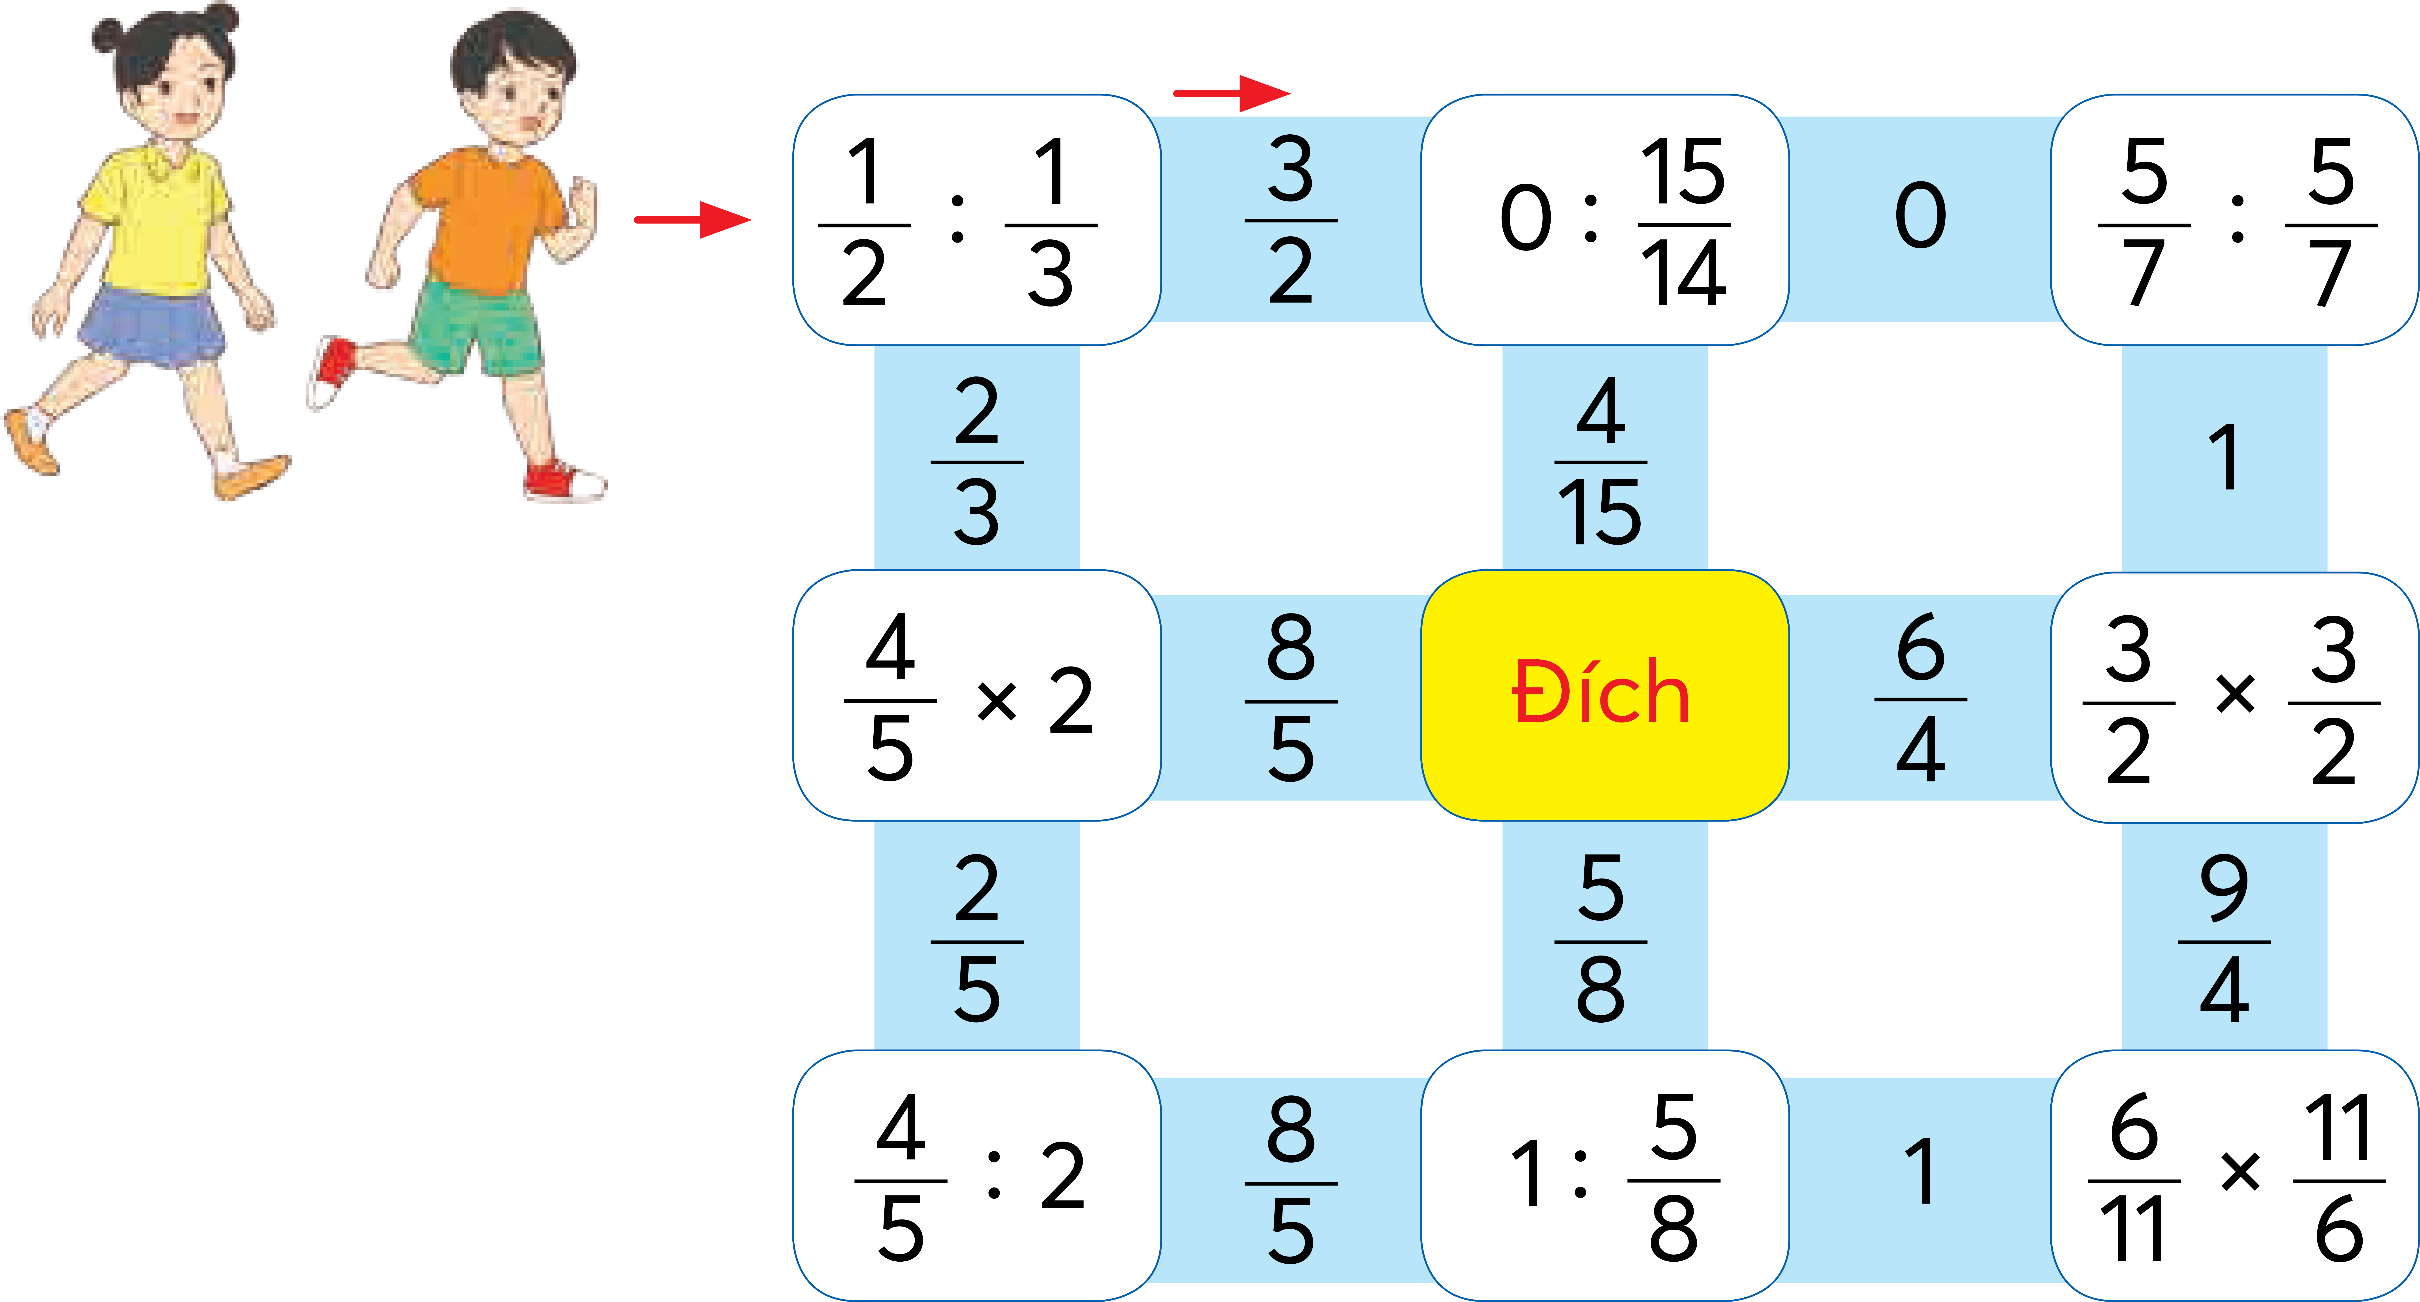 1/2 : 1/3 3/2 0 : 15/14 0 5/7 : 5/7
2/3 4/15 1
4/5 × 2 8/5 Đích 6/4 3/2 × 3/2
2/5 5/8 9/4
4/5 : 2 8/5 1 : 5/8 1 6/11 × 11/6